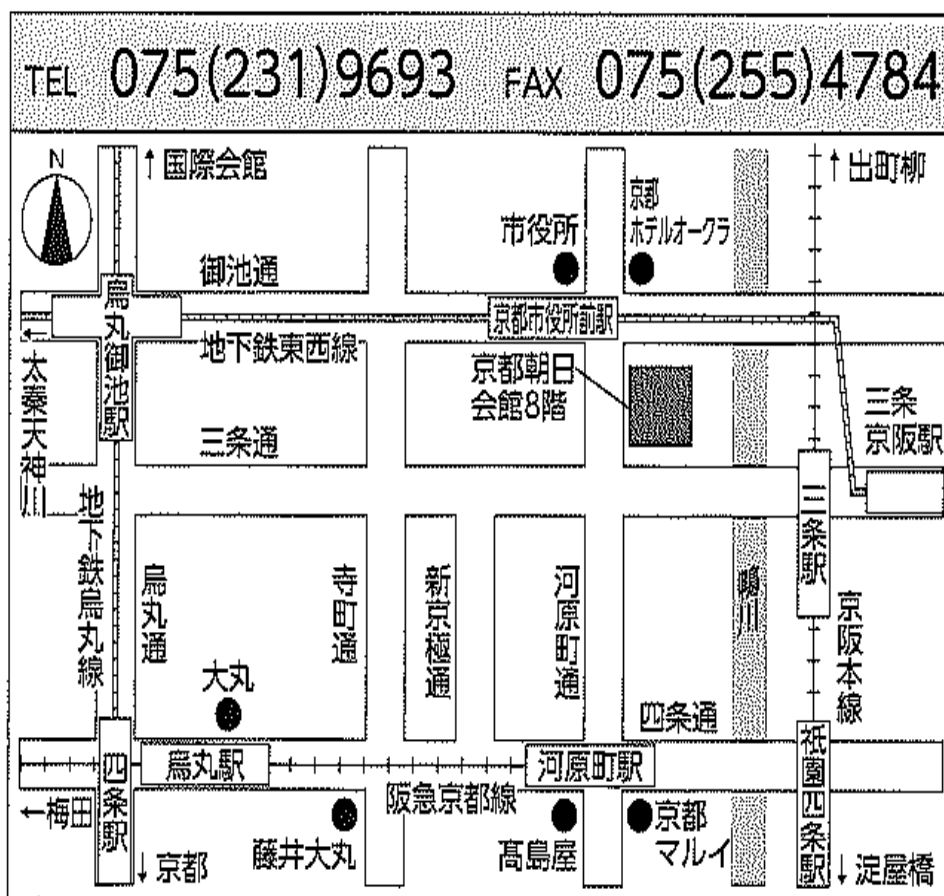 TEL 075(231)9693 FAX 075(255)4784
N
↑国際会館
↑出町柳
京都
ホテルオークラ
市役所
御池通
烏丸御池駅
京都市役所前駅
地下鉄東西線
←太秦天神川
京都朝日
会館8階
三条
京阪駅
三条通
三条駅
地下鉄烏丸線
烏丸通
寺町通
新京極通
河原町通
鴨川
京阪本線
大丸
四条通
四条駅
烏丸駅
河原町駅
祇園四条駅
阪急京都線
←梅田
↓京都
藤井大丸
髙島屋
京都
マルイ
↓淀屋橋